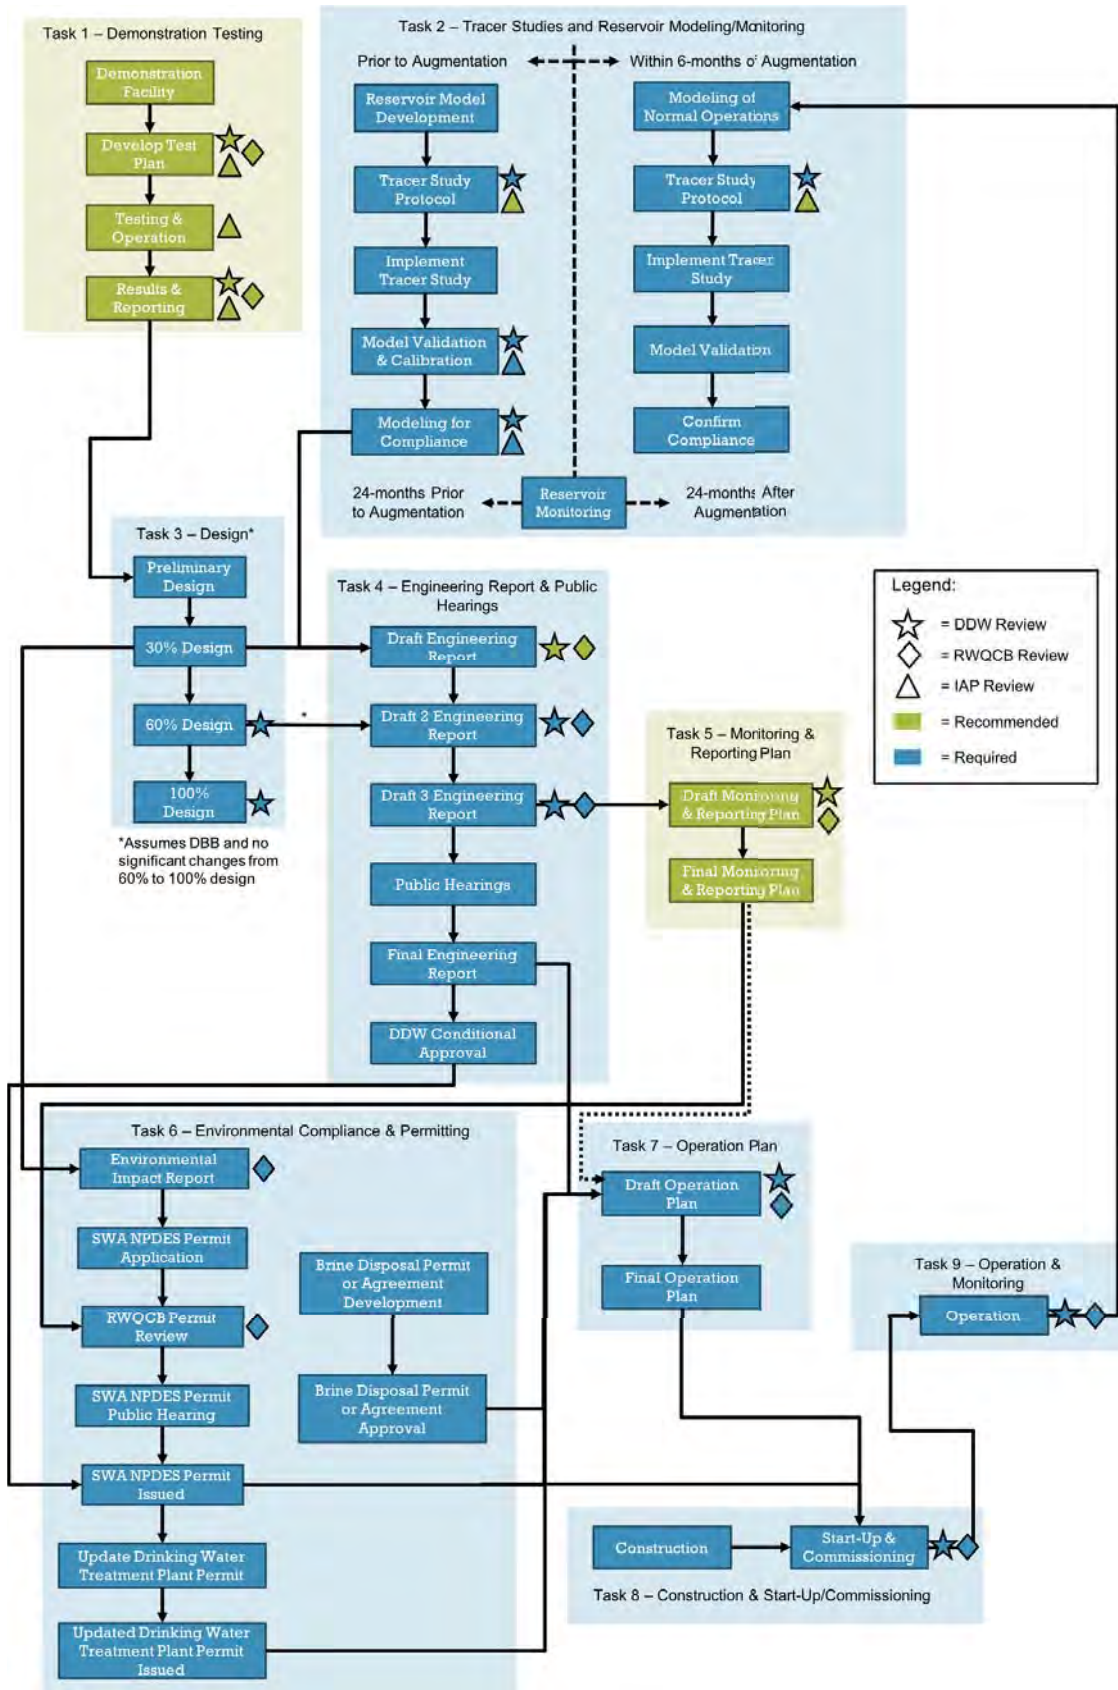 Task 1 – Demonstration Testing
Demonstration
Facility
Develop Test
Plan
Testing &
Operation
Results &
Reporting
Task 2 – Tracer Studies and Reservoir Modeling/Monitoring
Prior to Augmentation
Within 6-months of Augmentation
Reservoir Model
Development
Tracer Study
Protocol
Implement
Tracer Study
Model Validation
& Calibration
Modeling for
Compliance
Modeling of
Normal Operations
Tracer Study
Protocol
Implement Tracer
Study
Model Validation
Confirm
Compliance
24-months Prior
to Augmentation
Reservoir
Monitoring
24-months After
Augmentation
Task 3 – Design*
Preliminary
Design
30% Design
60% Design
100%
Design
*Assumes DBB and no
significant changes from
60% to 100% design
*
Task 4 – Engineering Report & Public
Hearings
Draft Engineering
Report
Draft 2 Engineering
Report
Draft 3 Engineering
Report
Public Hearings
Final Engineering
Report
DDW Conditional
Approval
Legend:
= DDW Review
= RWQCB Review
= IAP Review
= Recommended
= Required
Task 5 – Monitoring &
Reporting Plan
Draft Monitoring
& Reporting Plan
Final Monitoring
& Reporting Plan
Task 6 – Environmental Compliance & Permitting
Environmental
Impact Report
SWA NPDES Permit
Application
RWQCB Permit
Review
SWA NPDES Permit
Public Hearing
SWA NPDES Permit
Issued
Update Drinking Water
Treatment Plant Permit
Updated Drinking Water
Treatment Plant Permit
Issued
Brine Disposal Permit
or Agreement
Development
Brine Disposal Permit
or Agreement
Approval
Task 7 – Operation Plan
Draft Operation
Plan
Final Operation
Plan
Task 9 – Operation &
Monitoring
Operation
Construction
Start-Up &
Commissioning
Task 8 – Construction & Start-Up/Commissioning